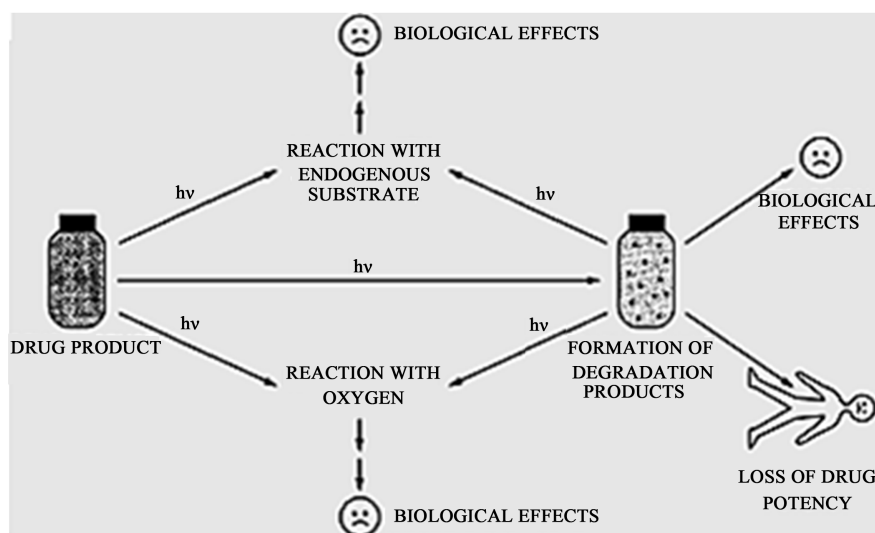 BIOLOGICAL EFFECTS
REACTION WITH
ENDOGENOUS
SUBSTRATE
hν
hν
BIOLOGICAL
EFFECTS
hν
DRUG PRODUCT
hν
hν
FORMATION OF
DEGRADATION
PRODUCTS
REACTION WITH
OXYGEN
LOSS OF DRUG
POTENCY
BIOLOGICAL EFFECTS